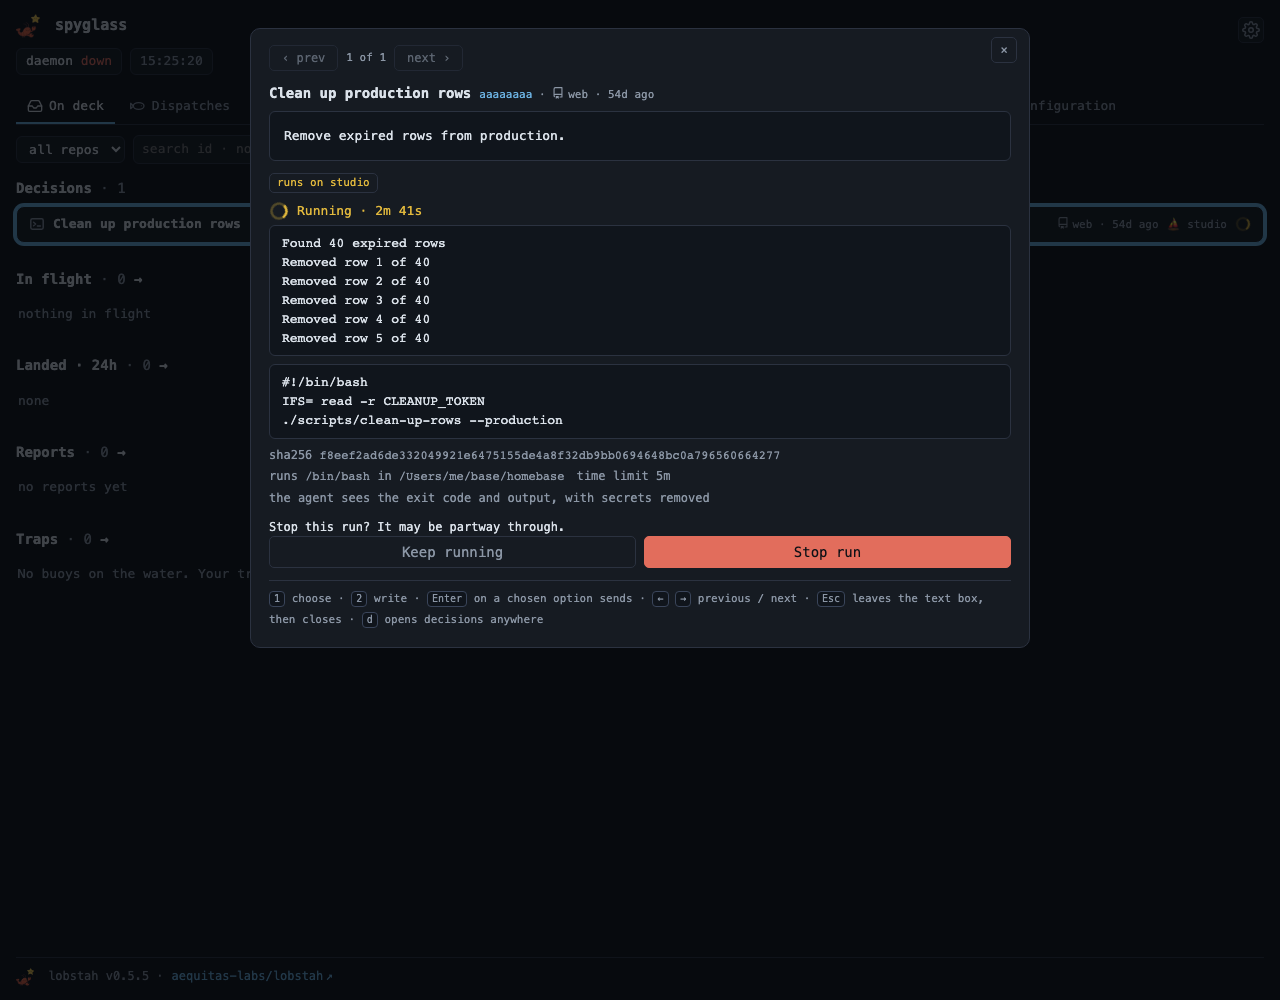 spyglass
daemon down 15:25:20
On deck Dispatches
nfiguration
all repos search id · no
Decisions · 1
Clean up production rows
web · 54d ago studio
In flight · 0 →
nothing in flight
Landed · 24h · 0 →
none
Reports · 0 →
no reports yet
Traps · 0 →
No buoys on the water. Your tr
‹ prev 1 of 1 next › ×
Clean up production rows aaaaaaaa · web · 54d ago
Remove expired rows from production.
runs on studio
Running · 2m 41s
Found 40 expired rows
Removed row 1 of 40
Removed row 2 of 40
Removed row 3 of 40
Removed row 4 of 40
Removed row 5 of 40
#!/bin/bash
IFS= read -r CLEANUP_TOKEN
./scripts/clean-up-rows --production
sha256 f8eef2ad6de332049921e6475155de4a8f32db9bb0694648bc0a796560664277
runs /bin/bash in /Users/me/base/homebase time limit 5m
the agent sees the exit code and output, with secrets removed
Stop this run? It may be partway through.
Keep running Stop run
1 choose · 2 write · Enter on a chosen option sends · ← → previous / next · Esc leaves the text box,
then closes · d opens decisions anywhere
lobstah v0.5.5 · aequitas-labs/lobstah ↗